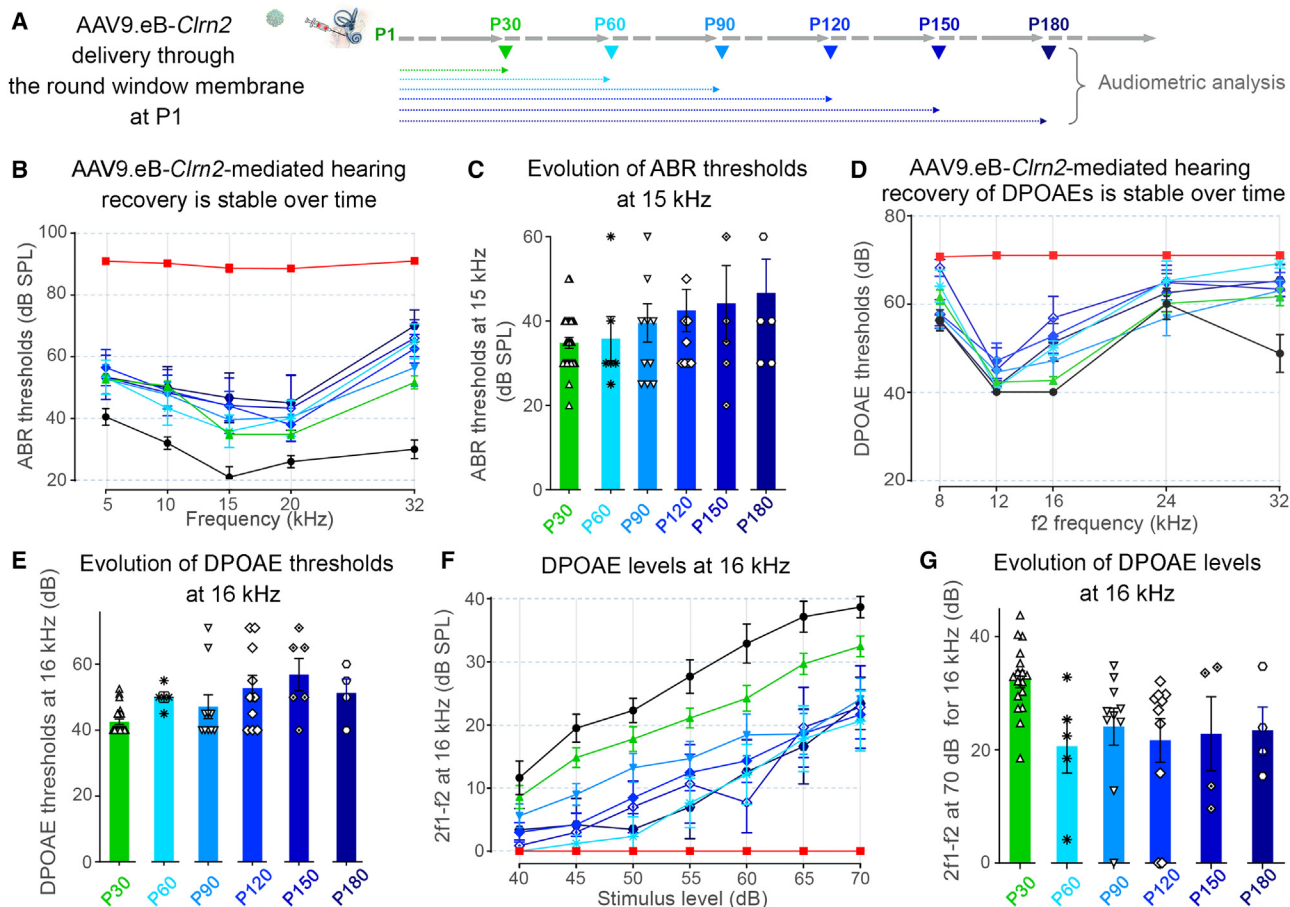 A
AAV9.eB-Clrn2
delivery through
the round window membrane
at P1
P1
P30
P60
P90
P120
P150
P180
Audiometric analysis
B
AAV9.eB-Clrn2-mediated hearing
recovery is stable over time
ABR thresholds (dB SPL)
100
80
60
40
20
5
10
15
20
32
Frequency (kHz)
C
Evolution of ABR thresholds
at 15 kHz
ABR thresholds at 15 kHz
(dB SPL)
60
40
20
0
P30
P60
P90
P120
P150
P180
D
AAV9.eB-Clrn2-mediated hearing
recovery of DPOAEs is stable over time
DPOAE thresholds (dB)
80
60
40
20
8
12
16
24
32
f2 frequency (kHz)
E
Evolution of DPOAE thresholds
at 16 kHz
DPOAE thresholds at 16 kHz (dB)
60
40
20
0
P30
P60
P90
P120
P150
P180
F
DPOAE levels at 16 kHz
2f1-f2 at 16 kHz (dB SPL)
40
30
20
10
0
40
45
50
55
60
65
70
Stimulus level (dB)
G
Evolution of DPOAE levels
at 16 kHz
2f1-f2 at 70 dB for 16 kHz (dB)
40
20
0
P30
P60
P90
P120
P150
P180